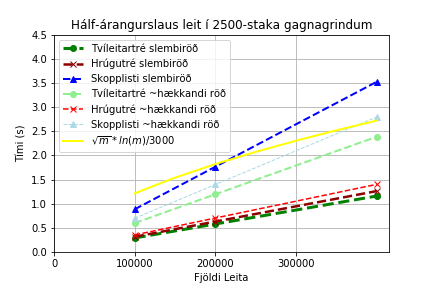 Hálf-árangurslaus leit í 2500-staka gagnagrindum
4.5
4.0
3.5
3.0
2.5
2.0
1.5
1.0
0.5
0.0
Tími (s)
Tvíleitartré slembiröð
Hrúgutré slembiröð
Skopplisti slembiröð
Tvíleitartré ~hækkandi röð
Hrúgutré ~hækkandi röð
Skopplisti ~hækkandi röð
√m * ln(m)/3000
0 100000 200000 300000
Fjöldi Leita